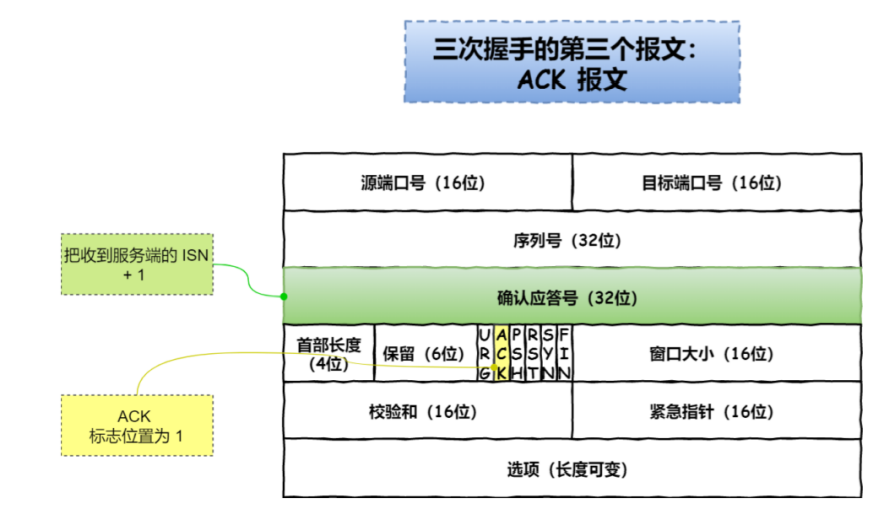 三次握手的第三个报文:
ACK 报文
源端口号（16位）
目标端口号（16位）
序列号（32位）
把收到服务端的 ISN
+ 1
确认应答号（32位）
首部长度
(4位)
保留（6位）
URG
ACK
PSH
RST
SYN
FIN
窗口大小（16位）
ACK
标志位置为 1
校验和（16位）
紧急指针（16位）
选项（长度可变）